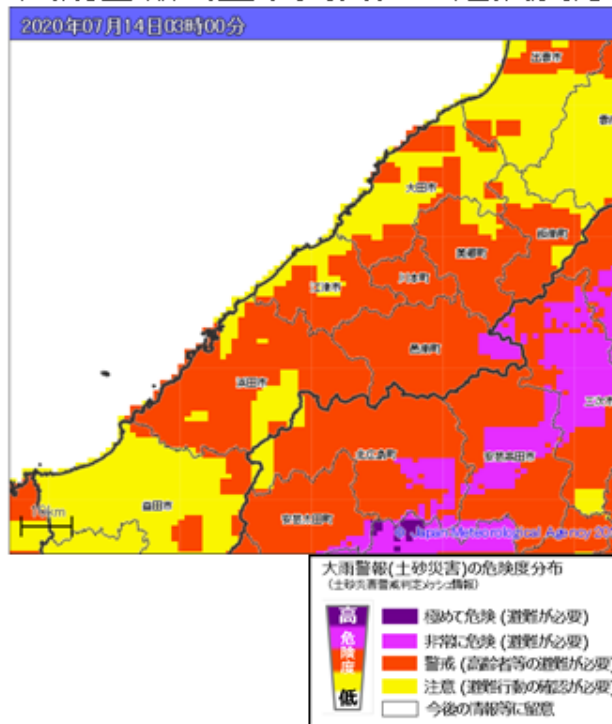 2020年07月14日03時00分
出雲市
大田市
飯南町
美郷町
川本町
江津市
邑南町
浜田市
三次市
北広島町
安芸高田市
益田市
10km
安芸太田町
© Japan Meteorological Agency 20
大雨警報(土砂災害)の危険度分布
(土砂災害警戒判定メッシュ情報)
高
危険度
低
極めて危険 (避難が必要)
非常に危険 (避難が必要)
警戒 (高齢者等の避難が必要)
注意 (避難行動の確認が必要)
今後の情報等に留意